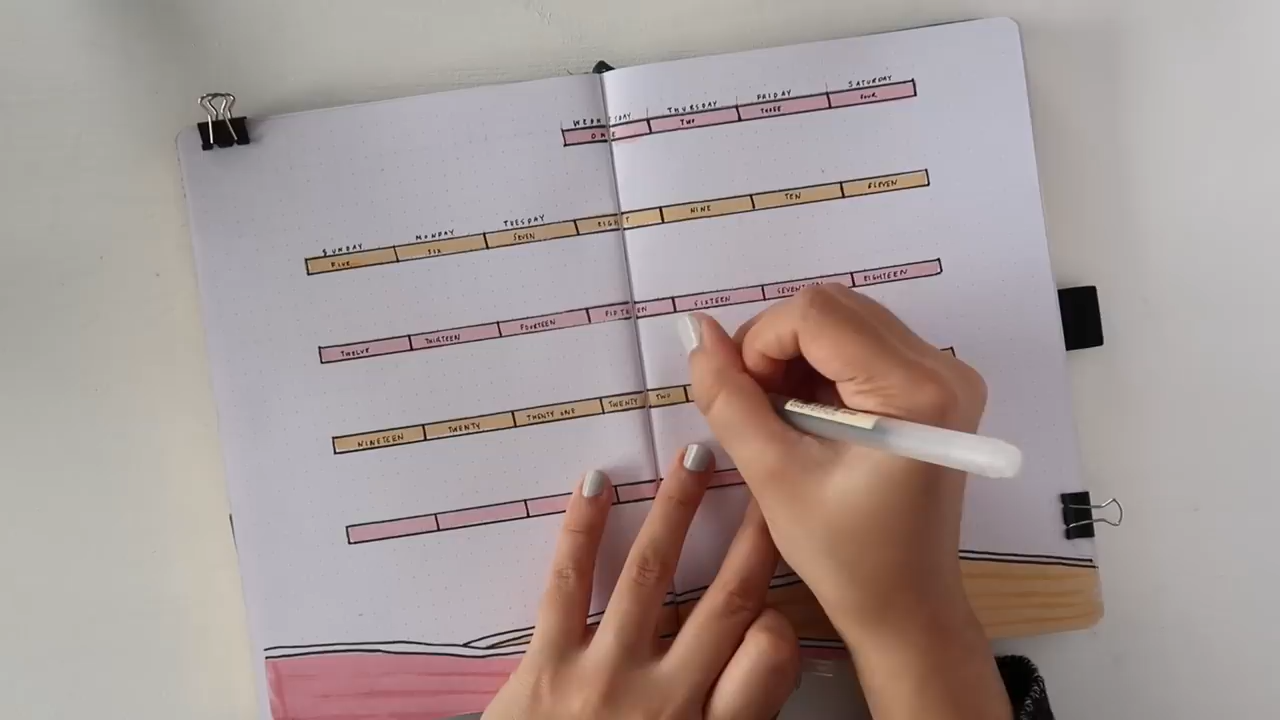 WEDNESDAY THURSDAY FRIDAY SATURDAY
ONE TWO THREE FOUR
SUNDAY MONDAY TUESDAY
FIVE SIX SEVEN EIGHT NINE TEN ELEVEN
TWELVE THIRTEEN FOURTEEN FIFTEEN SIXTEEN EIGHTEEN
NINETEEN TWENTY TWENTY ONE TWENTY TWO